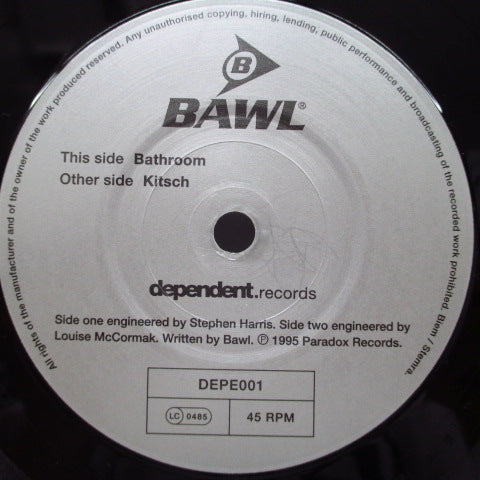 All rights of the manufacturer and of the owner of the work produced reserved. Any unauthorised copying, hiring, lending, public performance and broadcasting of the recorded work prohibited. Biem / Stemra.
B
BAWL®
This side Bathroom
Other side Kitsch
dependent.records
Side one engineered by Stephen Harris. Side two engineered by
Louise McCormak. Written by Bawl. ℗ 1995 Paradox Records.
DEPE001
LC 0485
45 RPM